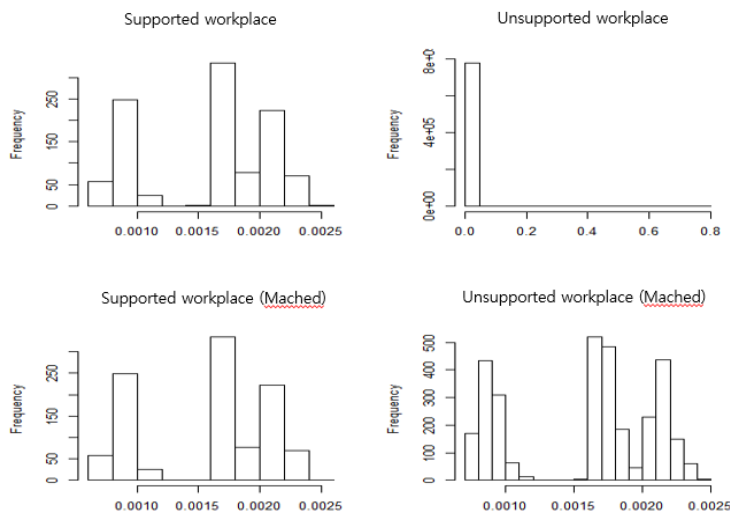 Supported workplace
Unsupported workplace
Frequency
250
50
0
0.0010 0.0015 0.0020 0.0025
Frequency
8e+0
4e+05
0e+00
0.0 0.2 0.4 0.6 0.8
Supported workplace (Mached)
Unsupported workplace (Mached)
Frequency
250
150
50
0
0.0010 0.0015 0.0020 0.0025
Frequency
500
400
300
200
100
0
0.0010 0.0015 0.0020 0.0025